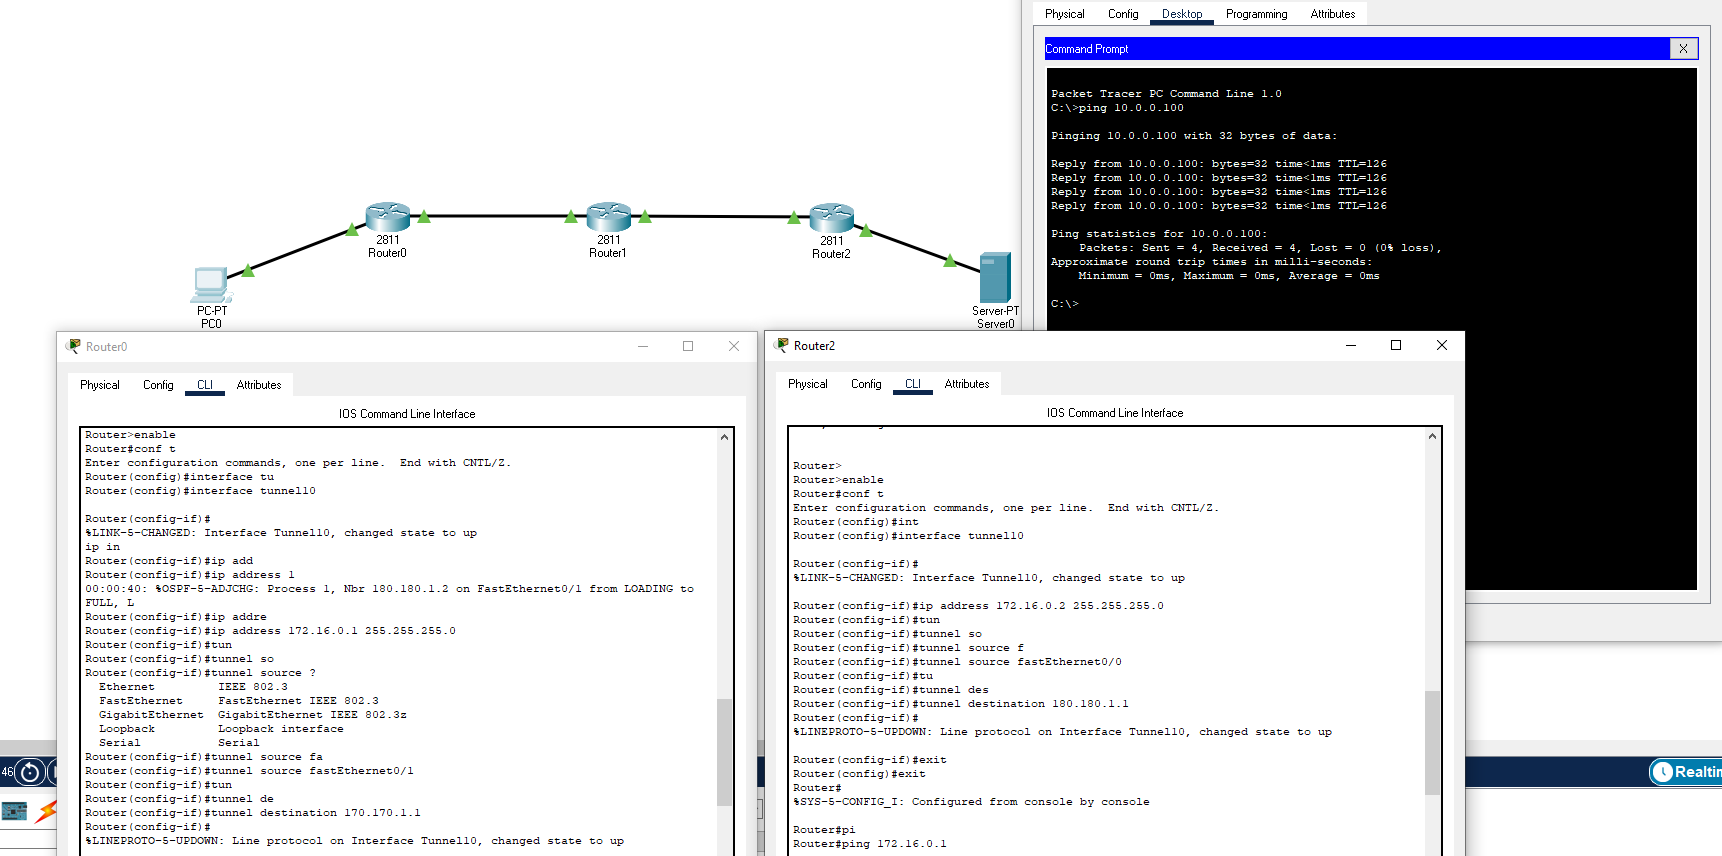 Physical Config Desktop Programming Attributes
Command Prompt
X
Packet Tracer PC Command Line 1.0
C:\>ping 10.0.0.100
Pinging 10.0.0.100 with 32 bytes of data:
Reply from 10.0.0.100: bytes=32 time<1ms TTL=126
Reply from 10.0.0.100: bytes=32 time<1ms TTL=126
Reply from 10.0.0.100: bytes=32 time<1ms TTL=126
Reply from 10.0.0.100: bytes=32 time<1ms TTL=126
Ping statistics for 10.0.0.100:
Packets: Sent = 4, Received = 4, Lost = 0 (0% loss),
Approximate round trip times in milli-seconds:
Minimum = 0ms, Maximum = 0ms, Average = 0ms
C:\>
2811
Router0
2811
Router1
2811
Router2
PC-PT
PC0
Server-PT
Server0
Router0
Physical Config CLI Attributes
IOS Command Line Interface
Router>enable
Router#conf t
Enter configuration commands, one per line. End with CNTL/Z.
Router(config)#interface tu
Router(config)#interface tunnel10
Router(config-if)#
%LINK-5-CHANGED: Interface Tunnel10, changed state to up
ip in
Router(config-if)#ip add
Router(config-if)#ip address 1
00:00:40: %OSPF-5-ADJCHG: Process 1, Nbr 180.180.1.2 on FastEthernet0/1 from LOADING to
FULL, L
Router(config-if)#ip addre
Router(config-if)#ip address 172.16.0.1 255.255.255.0
Router(config-if)#tun
Router(config-if)#tunnel so
Router(config-if)#tunnel source ?
Ethernet IEEE 802.3
FastEthernet FastEthernet IEEE 802.3
GigabitEthernet GigabitEthernet IEEE 802.3z
Loopback Loopback interface
Serial Serial
Router(config-if)#tunnel source fa
Router(config-if)#tunnel source fastEthernet0/1
Router(config-if)#tun
Router(config-if)#tunnel de
Router(config-if)#tunnel destination 170.170.1.1
Router(config-if)#
%LINEPROTO-5-UPDOWN: Line protocol on Interface Tunnel10, changed state to up
Router2
Physical Config CLI Attributes
IOS Command Line Interface
Router>
Router>enable
Router#conf t
Enter configuration commands, one per line. End with CNTL/Z.
Router(config)#int
Router(config)#interface tunnel10
Router(config-if)#
%LINK-5-CHANGED: Interface Tunnel10, changed state to up
Router(config-if)#ip address 172.16.0.2 255.255.255.0
Router(config-if)#tun
Router(config-if)#tunnel so
Router(config-if)#tunnel source f
Router(config-if)#tunnel source fastEthernet0/0
Router(config-if)#tu
Router(config-if)#tunnel des
Router(config-if)#tunnel destination 180.180.1.1
Router(config-if)#
%LINEPROTO-5-UPDOWN: Line protocol on Interface Tunnel10, changed state to up
Router(config-if)#exit
Router(config)#exit
Router#
%SYS-5-CONFIG_I: Configured from console by console
Router#pi
Router#ping 172.16.0.1
46
Realtim